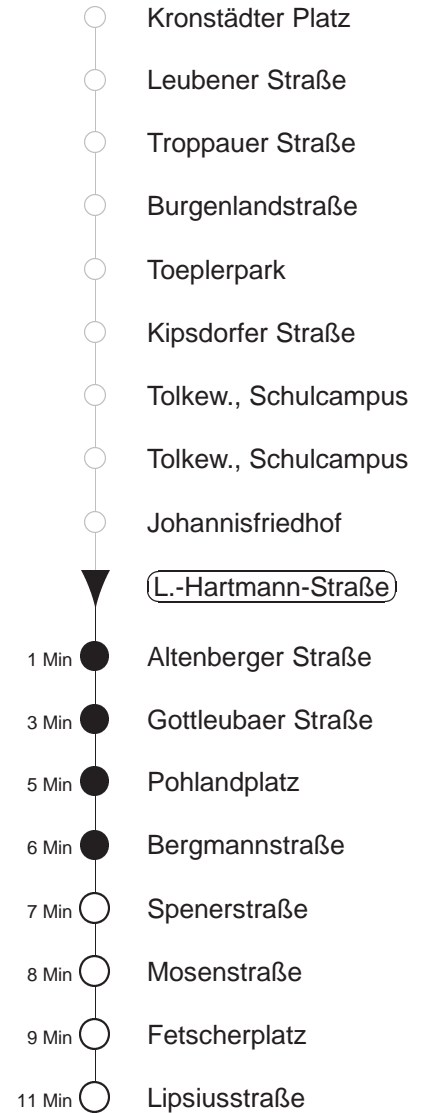 Kronstädter Platz
Leubener Straße
Troppauer Straße
Burgenlandstraße
Toeplerpark
Kipsdorfer Straße
Tolkew., Schulcampus
Tolkew., Schulcampus
Johannisfriedhof
L.-Hartmann-Straße
1 Min Altenberger Straße
3 Min Gottleubaer Straße
5 Min Pohlandplatz
6 Min Bergmannstraße
7 Min Spenerstraße
8 Min Mosenstraße
9 Min Fetscherplatz
11 Min Lipsiusstraße